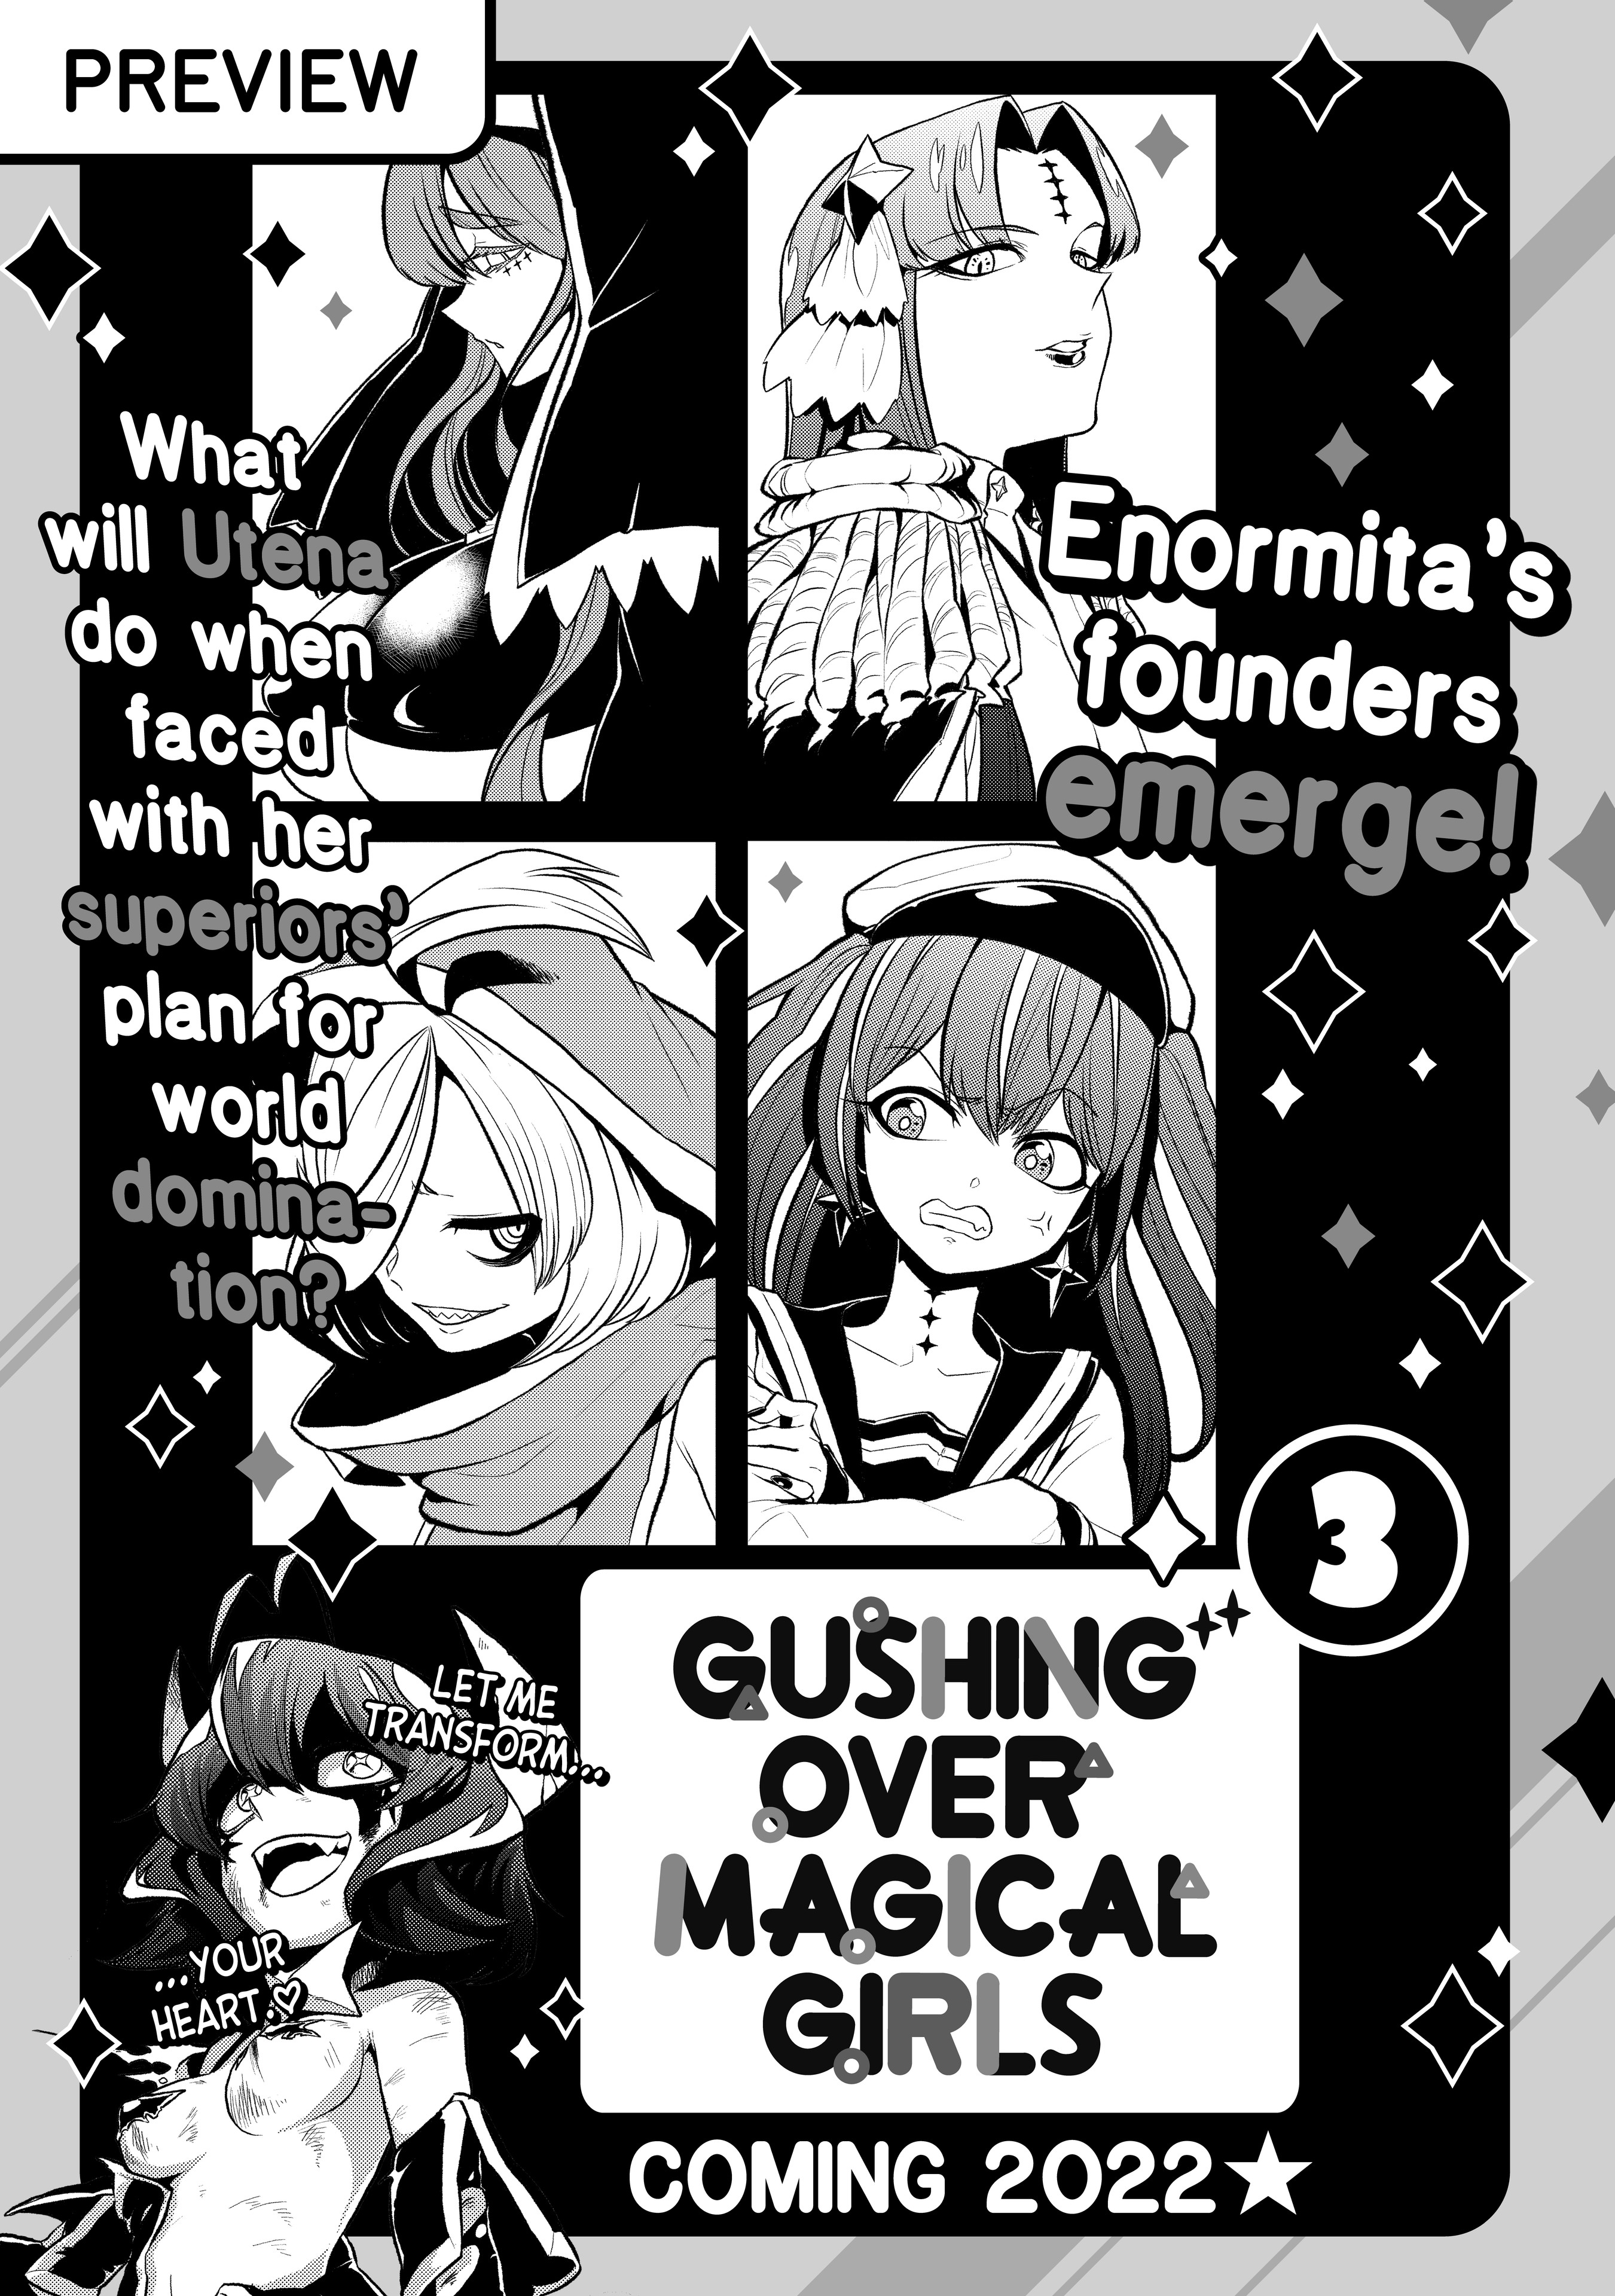 PREVIEW
What
will Utena
do when
faced
with her
superiors'
plan for
world
domina-
tion?
Enormita's
founders
emerge!
3
LET ME
TRANSFORM...
...YOUR
HEART.♡
GUSHING
OVER
MAGICAL
GIRLS
COMING 2022★